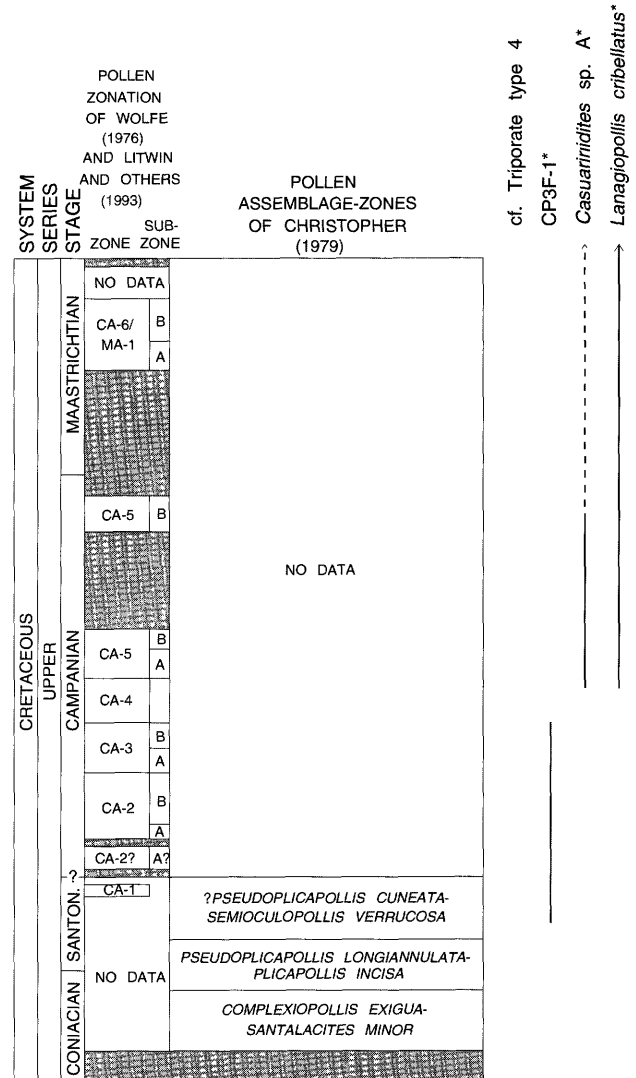 POLLEN
ZONATION
OF WOLFE
(1976)
AND LITWIN
AND OTHERS
(1993)
SYSTEM
SERIES
STAGE
ZONE
SUB-
ZONE
POLLEN
ASSEMBLAGE-ZONES
OF CHRISTOPHER
(1979)
cf. Triporate type 4
CP3F-1*
Casuarinidites sp. A*
Lanagiopollis cribellatus*
CRETACEOUS
UPPER
MAASTRICHTIAN
CAMPANIAN
?
SANTON.
CONIACIAN
NO DATA
CA-6/
MA-1
B
A
CA-5
B
CA-5
B
A
CA-4
CA-3
B
A
CA-2
B
A
CA-2?
A?
CA-1
NO DATA
NO DATA
?PSEUDOPLICAPOLLIS CUNEATA-
SEMIOCULOPOLLIS VERRUCOSA
PSEUDOPLICAPOLLIS LONGIANNULATA-
PLICAPOLLIS INCISA
COMPLEXIOPOLLIS EXIGUA-
SANTALACITES MINOR